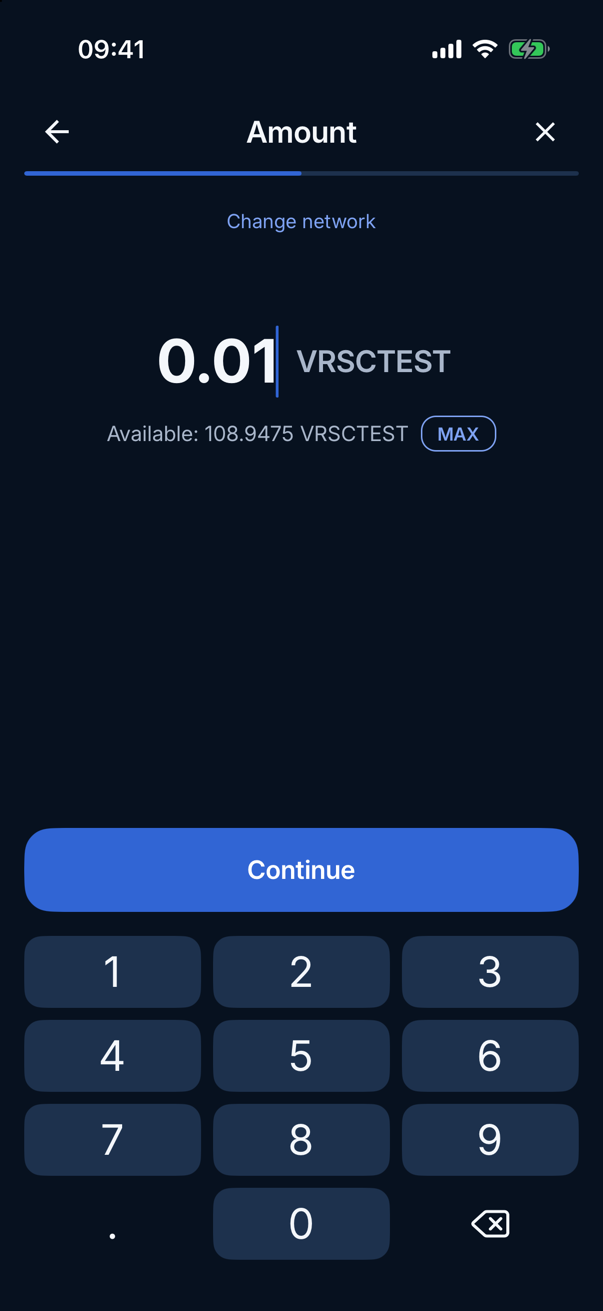 09:41
Amount
Change network
0.01 VRSCTEST
Available: 108.9475 VRSCTEST MAX
Continue
1 2 3
4 5 6
7 8 9
. 0